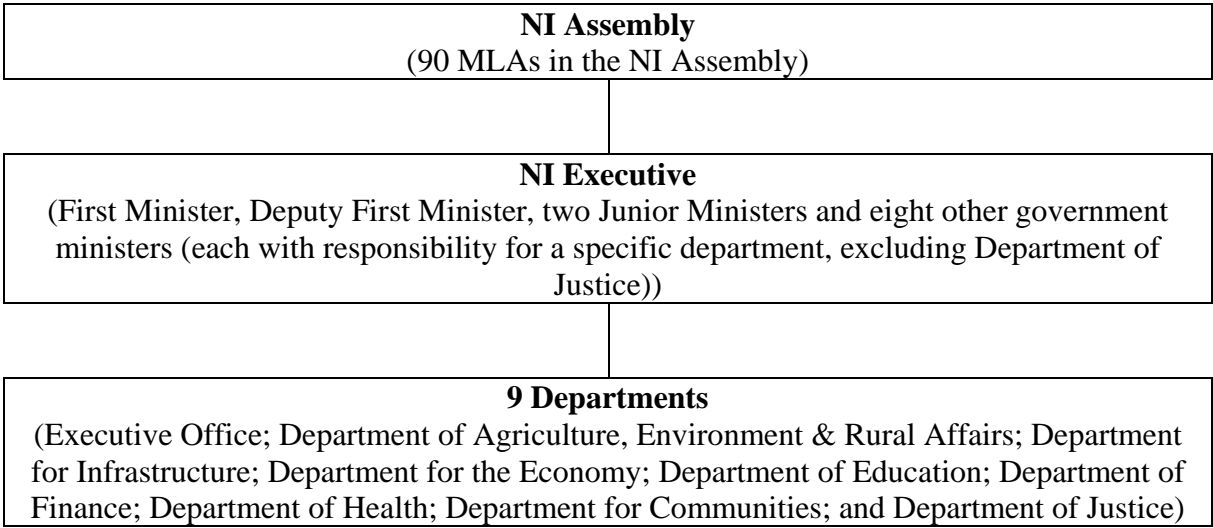 NI Assembly
(90 MLAs in the NI Assembly)
NI Executive
(First Minister, Deputy First Minister, two Junior Ministers and eight other government
ministers (each with responsibility for a specific department, excluding Department of
Justice))
9 Departments
(Executive Office; Department of Agriculture, Environment & Rural Affairs; Department
for Infrastructure; Department for the Economy; Department of Education; Department of
Finance; Department of Health; Department for Communities; and Department of Justice)